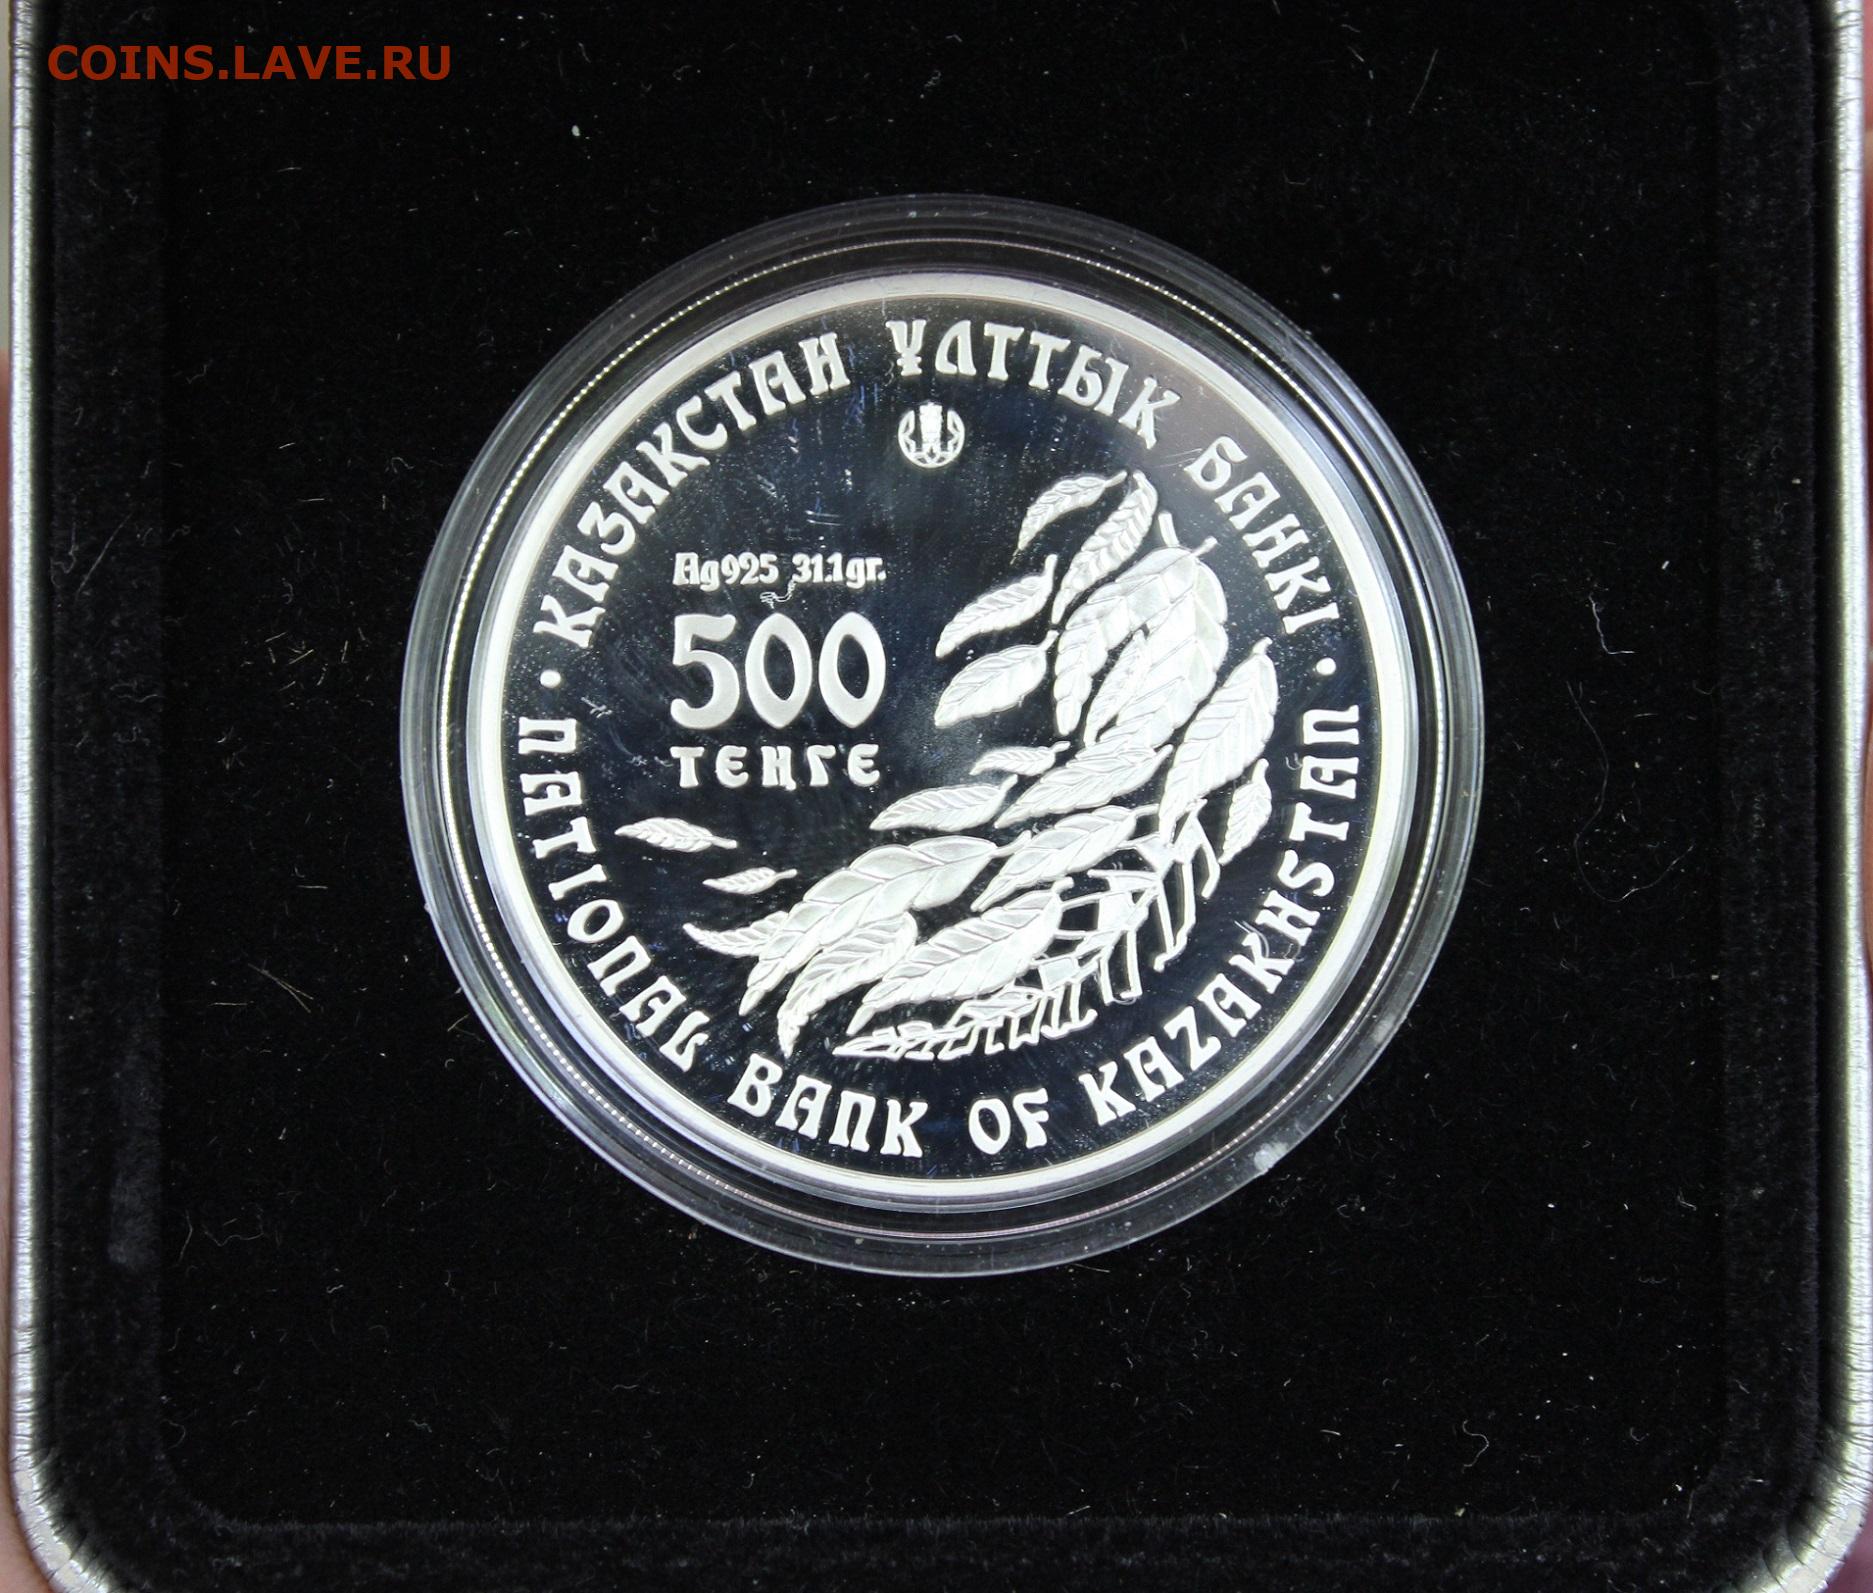 COINS.LAVE.RU
· ҚАЗАҚСТАН ҰЛТТЫҚ БАНКІ ·
Ag925 31.1gr.
500
ТЕҢГЕ
NATIONAL BANK OF KAZAKHSTAN